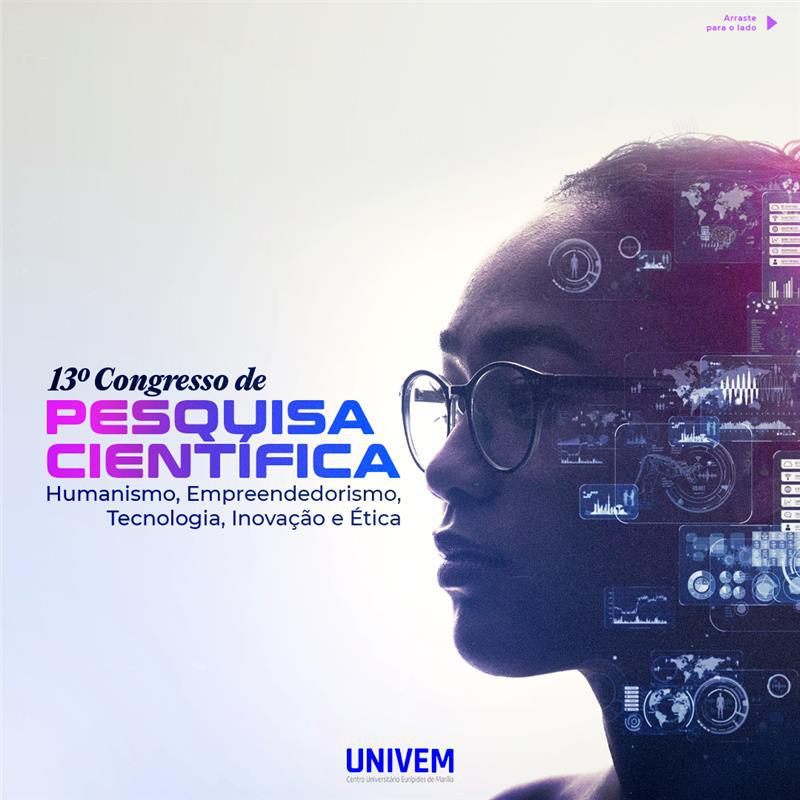 Arraste
para o lado
13º Congresso de
PESQUISA
CIENTÍFICA
Humanismo, Empreendedorismo,
Tecnologia, Inovação e Ética
UNIVEM
Centro Universitário Eurípides de Marília